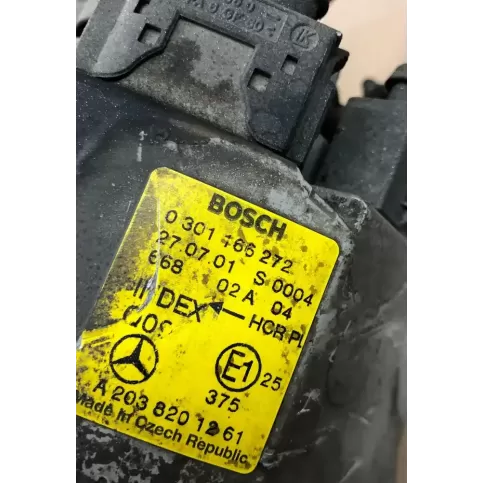 BOSCH
0 301 166 272
27.07.01 S 0004
668 02 A 04
INDEX HCR PL
E1 25
375
A 203 820 12 61
Made in Czech Republic